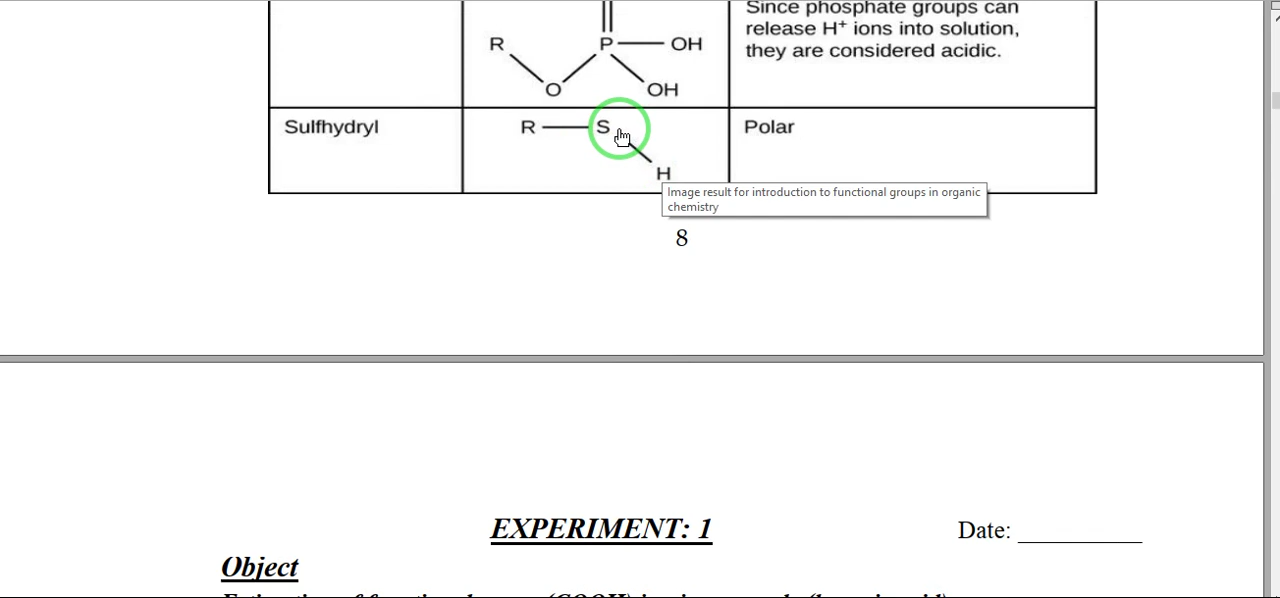 Since phosphate groups can
release H⁺ ions into solution,
they are considered acidic.
R P OH
O OH
Sulfhydryl R S Polar
H
Image result for introduction to functional groups in organic
chemistry
8
EXPERIMENT: 1 Date: __________
Object